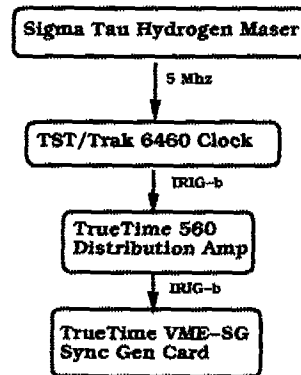 Sigma Tau Hydrogen Maser
5 Mhz
TST/Trak 6460 Clock
IRIG-b
TrueTime 560
Distribution Amp
IRIG-b
TrueTime VME-SG
Sync Gen Card